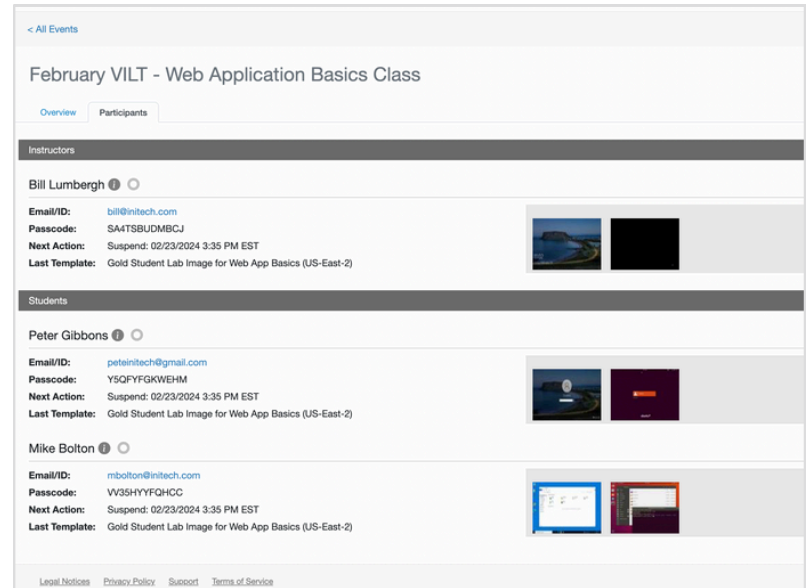 < All Events
February VILT - Web Application Basics Class
Overview Participants
Instructors
Bill Lumbergh
Email/ID: bill@initech.com
Passcode: SA4TSBUDMBCJ
Next Action: Suspend: 02/23/2024 3:35 PM EST
Last Template: Gold Student Lab Image for Web App Basics (US-East-2)
Students
Peter Gibbons
Email/ID: peteinitech@gmail.com
Passcode: Y5QFYFGKWEHM
Next Action: Suspend: 02/23/2024 3:35 PM EST
Last Template: Gold Student Lab Image for Web App Basics (US-East-2)
Mike Bolton
Email/ID: mbolton@initech.com
Passcode: VV35HYYFQHCC
Next Action: Suspend: 02/23/2024 3:35 PM EST
Last Template: Gold Student Lab Image for Web App Basics (US-East-2)
Legal Notices Privacy Policy Support Terms of Service